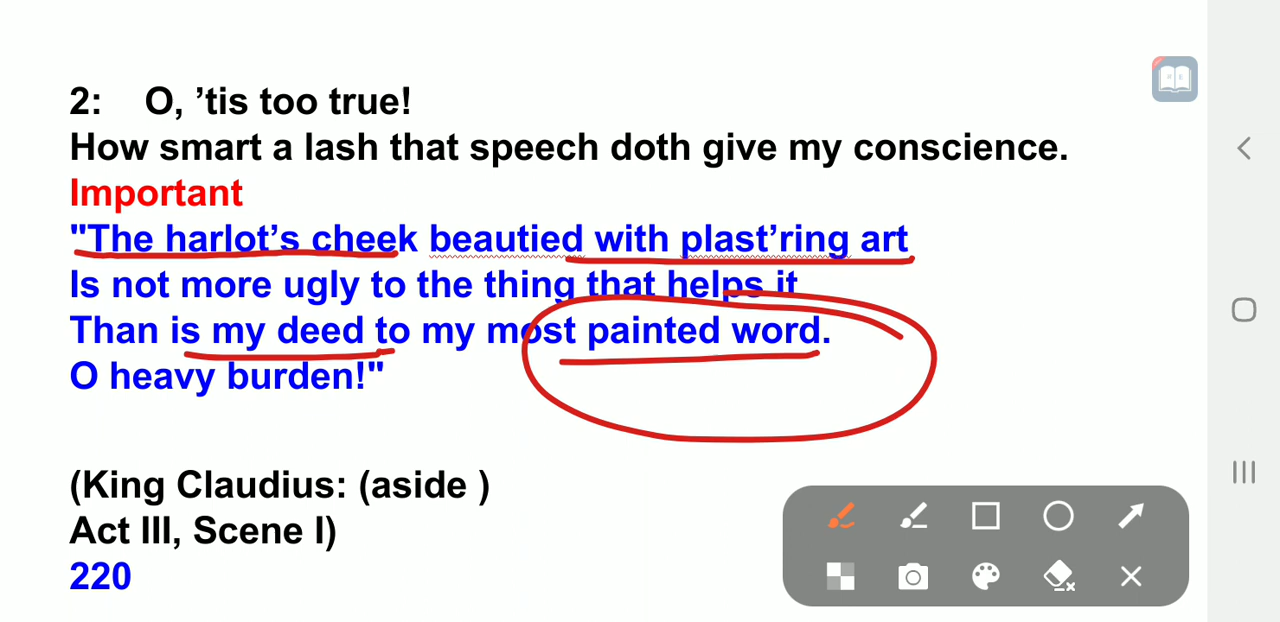 2: O, ’tis too true!
How smart a lash that speech doth give my conscience.
Important
"The harlot’s cheek beautied with plast’ring art
Is not more ugly to the thing that helps it
Than is my deed to my most painted word.
O heavy burden!"
(King Claudius: (aside )
Act III, Scene I)
220